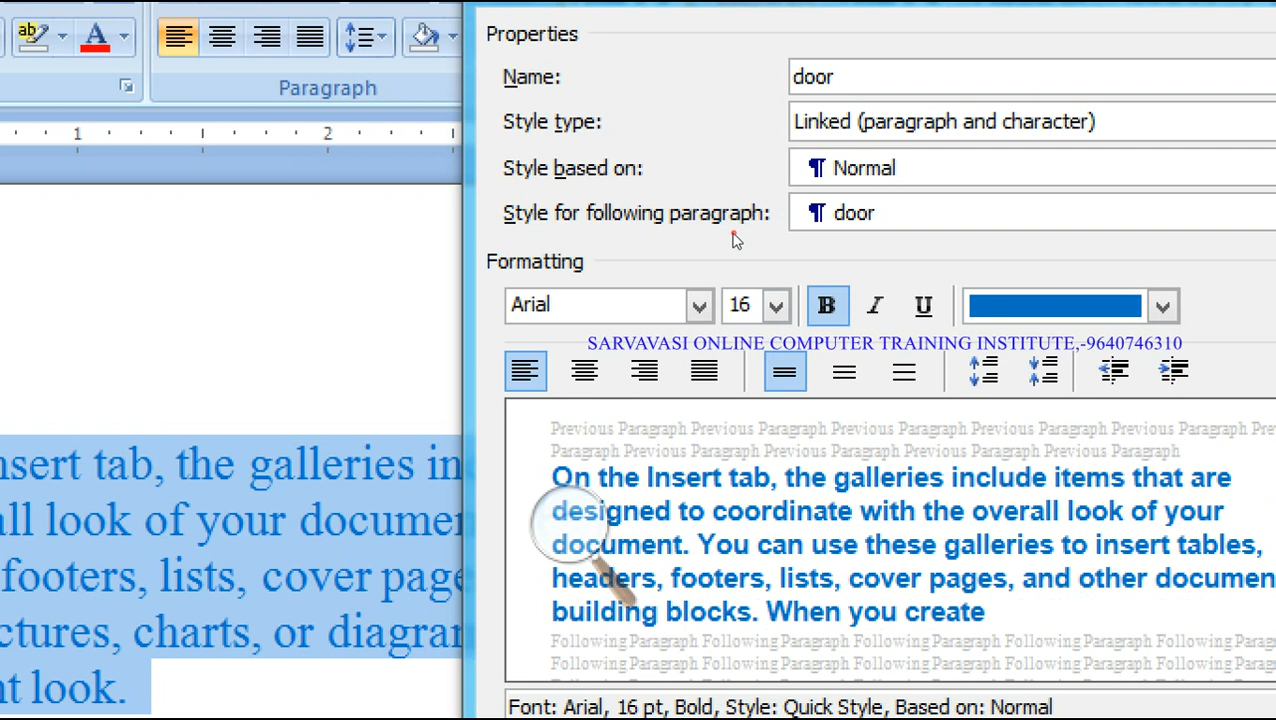 ab
A
Paragraph
1
2
nsert tab, the galleries in
all look of your documen
footers, lists, cover page
ctures, charts, or diagran
nt look.
Properties
Name:
door
Style type:
Linked (paragraph and character)
Style based on:
¶ Normal
Style for following paragraph:
¶ door
Formatting
Arial
16
B I U
SARVAVASI ONLINE COMPUTER TRAINING INSTITUTE,-9640746310
Previous Paragraph Previous Paragraph Previous Paragraph Previous Paragraph Previous Paragraph Pre
Paragraph Previous Paragraph Previous Paragraph Previous Paragraph Previous Paragraph
On the Insert tab, the galleries include items that are
designed to coordinate with the overall look of your
document. You can use these galleries to insert tables,
headers, footers, lists, cover pages, and other documen
building blocks. When you create
Following Paragraph Following Paragraph Following Paragraph Following Paragraph Following Para
Following Paragraph Following Paragraph Following Paragraph Following Paragraph Following Para
Font: Arial, 16 pt, Bold, Style: Quick Style, Based on: Normal